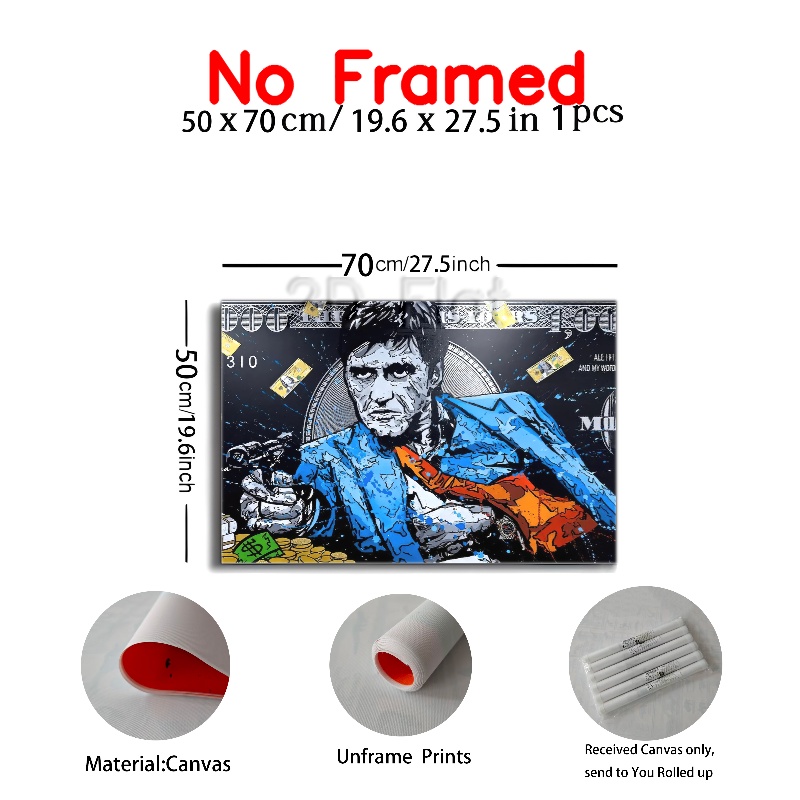 No Framed
50 x 70 cm/ 19.6 x 27.5 in 1pcs
70cm/27.5inch
50cm/19.6inch
310
Material:Canvas
Unframe Prints
Received Canvas only,
send to You Rolled up